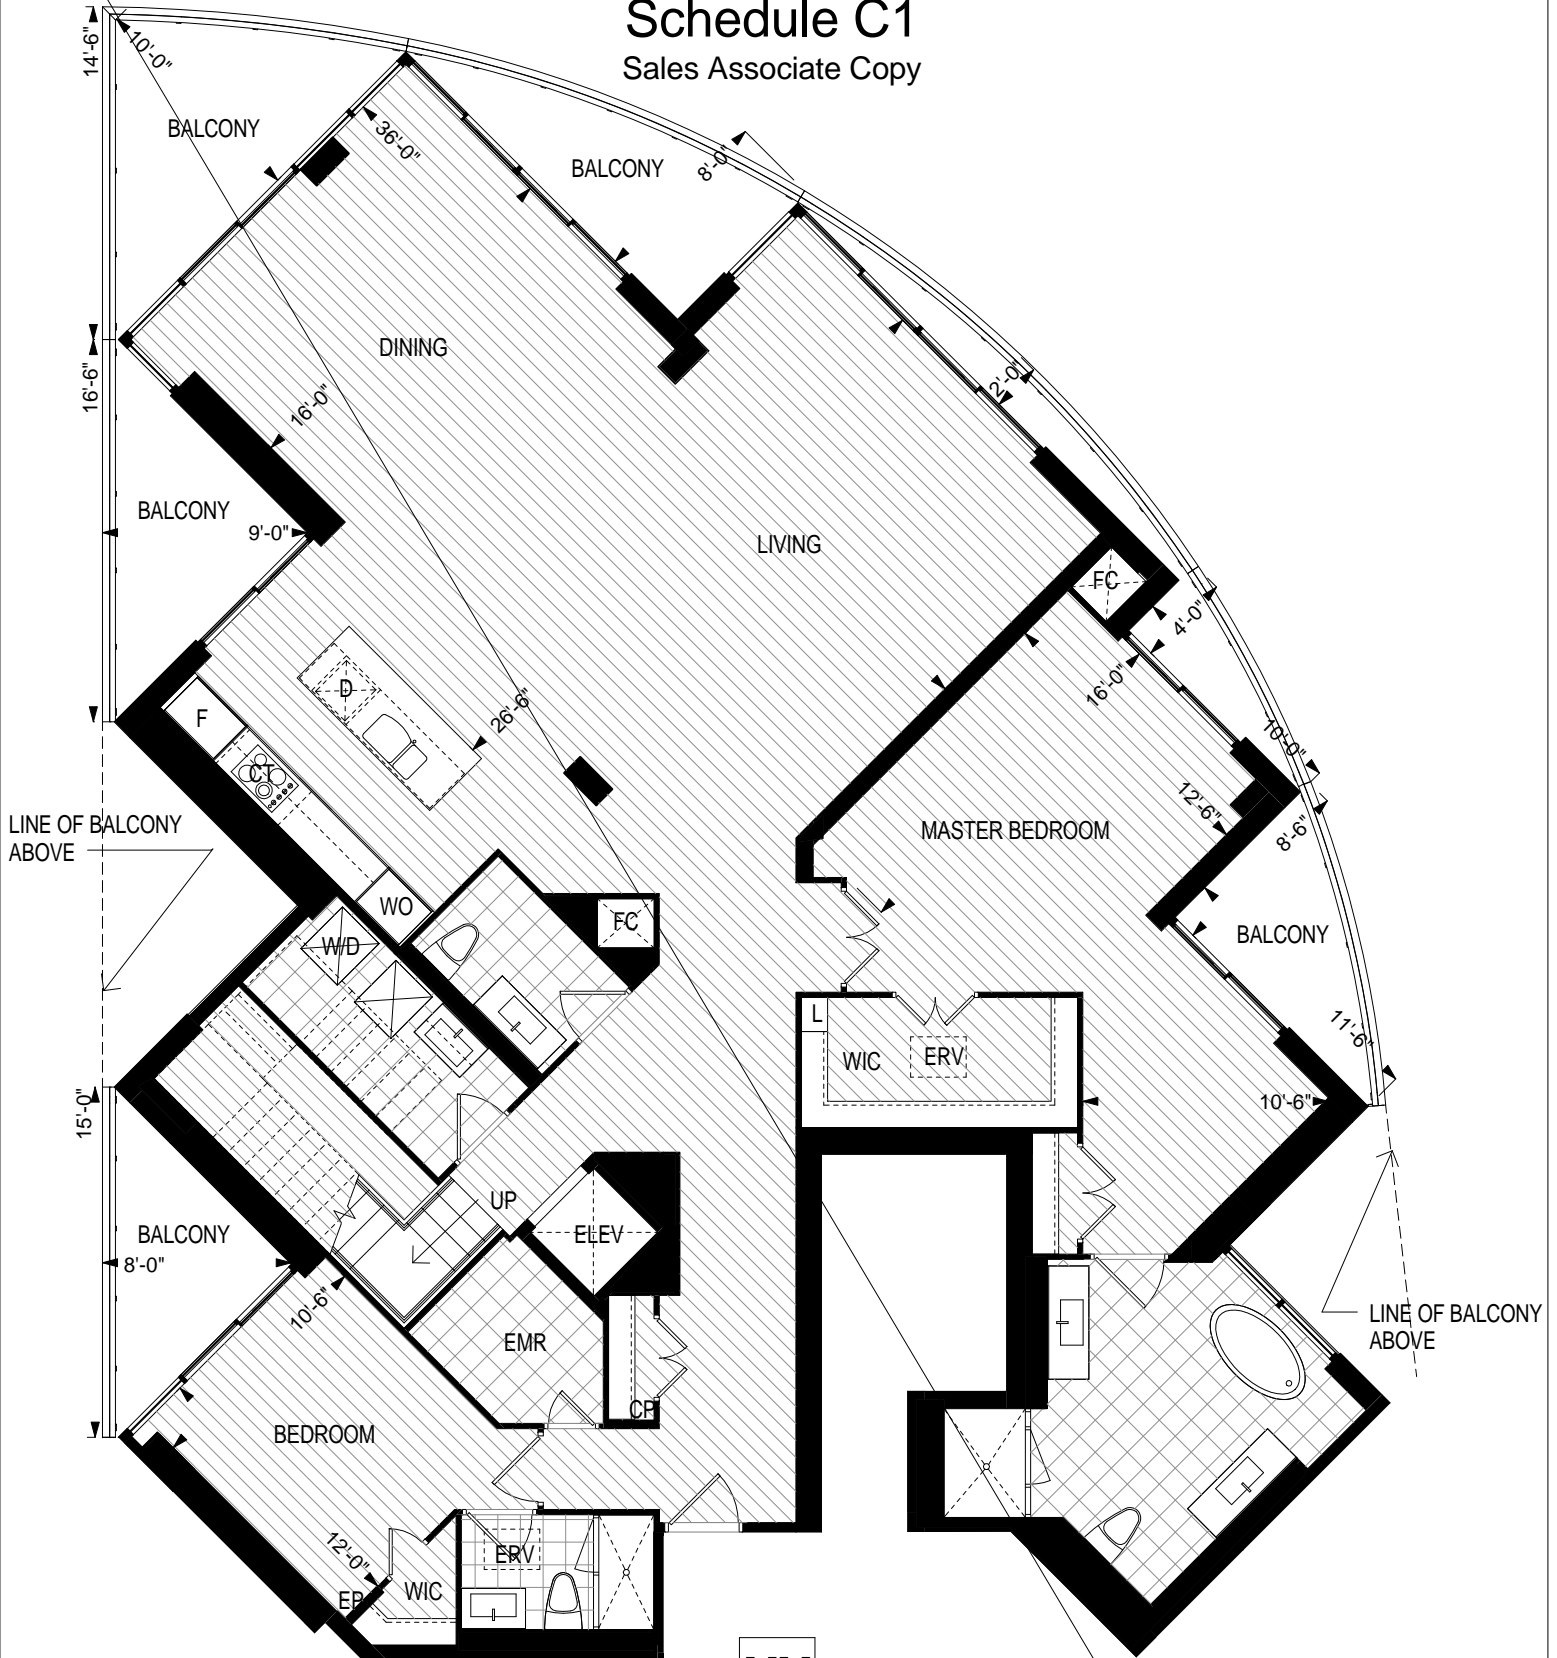 Schedule C1
Sales Associate Copy
14'-6"
10'-0"
BALCONY
36'-0"
BALCONY
8'-0"
DINING
16'-6"
16'-0"
2'-0"
BALCONY
9'-0"
LIVING
FC
4'-0"
16'-0"
D
F
26'-6"
CT
10'-0"
12'-6"
8'-6"
LINE OF BALCONY
ABOVE
MASTER BEDROOM
WO
FC
W/D
BALCONY
L
WIC
ERV
11'-6"
10'-6"
15'-0"
UP
BALCONY
8'-0"
ELEV
10'-6"
EMR
LINE OF BALCONY
ABOVE
CP
BEDROOM
12'-0"
ERV
WIC
EP